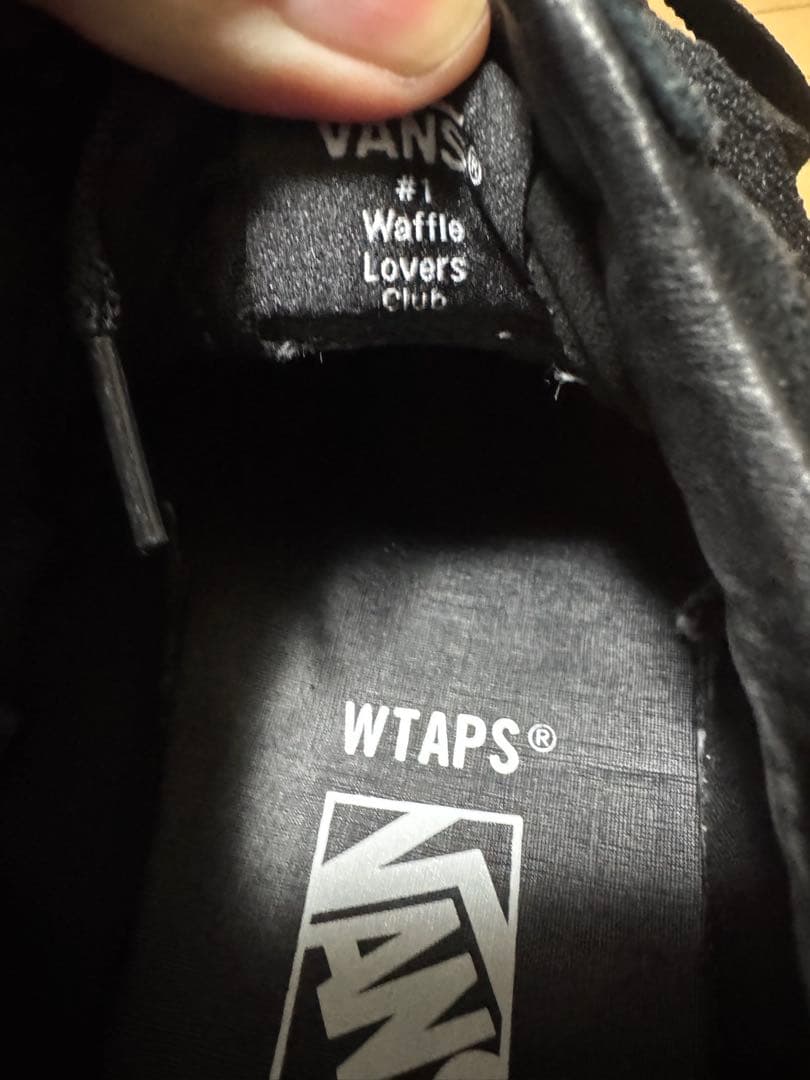 VANS®
#1
Waffle
Lovers
Club
WTAPS®
VANS